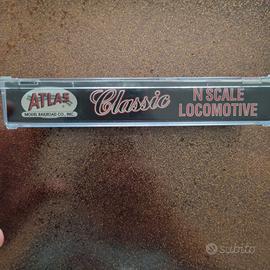 ATLAS
MODEL RAILROAD CO., INC.
Classic
N SCALE
LOCOMOTIVE
subito